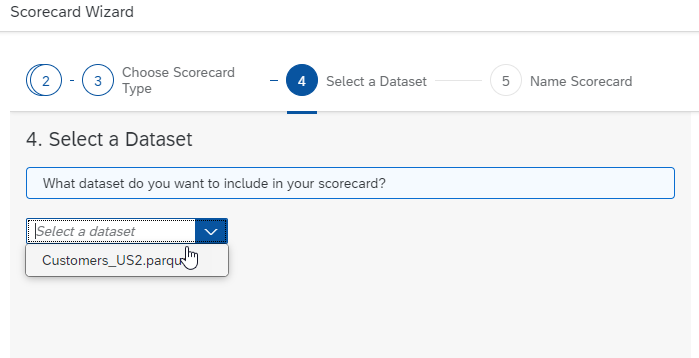 Scorecard Wizard
2
3
Choose Scorecard
Type
4
Select a Dataset
5
Name Scorecard
4. Select a Dataset
What dataset do you want to include in your scorecard?
Select a dataset
Customers_US2.parqu